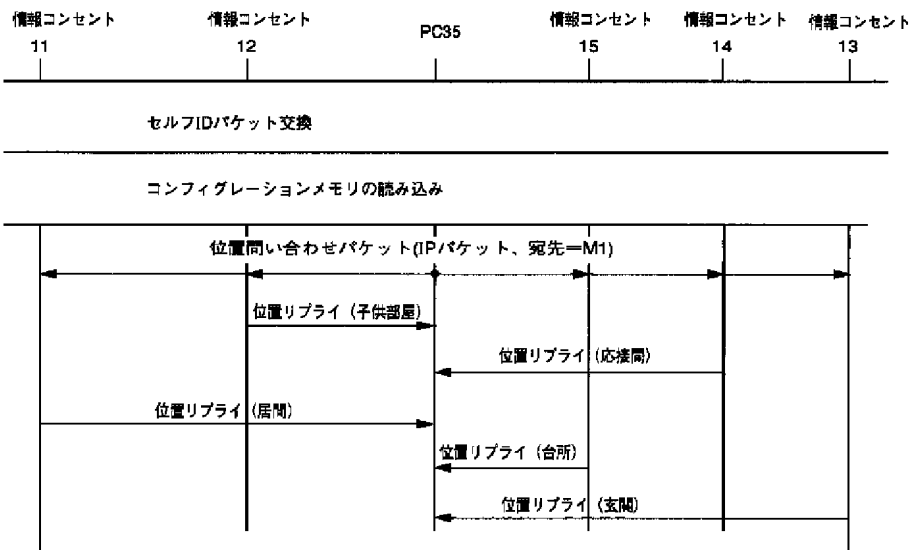 情報コンセント
11
情報コンセント
12
PC35
情報コンセント
15
情報コンセント
14
情報コンセント
13
セルフIDパケット交換
コンフィグレーションメモリの読み込み
位置問い合わせパケット(IPパケット、宛先＝M1)
位置リプライ（子供部屋）
位置リプライ（応接間）
位置リプライ（居間）
位置リプライ（台所）
位置リプライ（玄関）